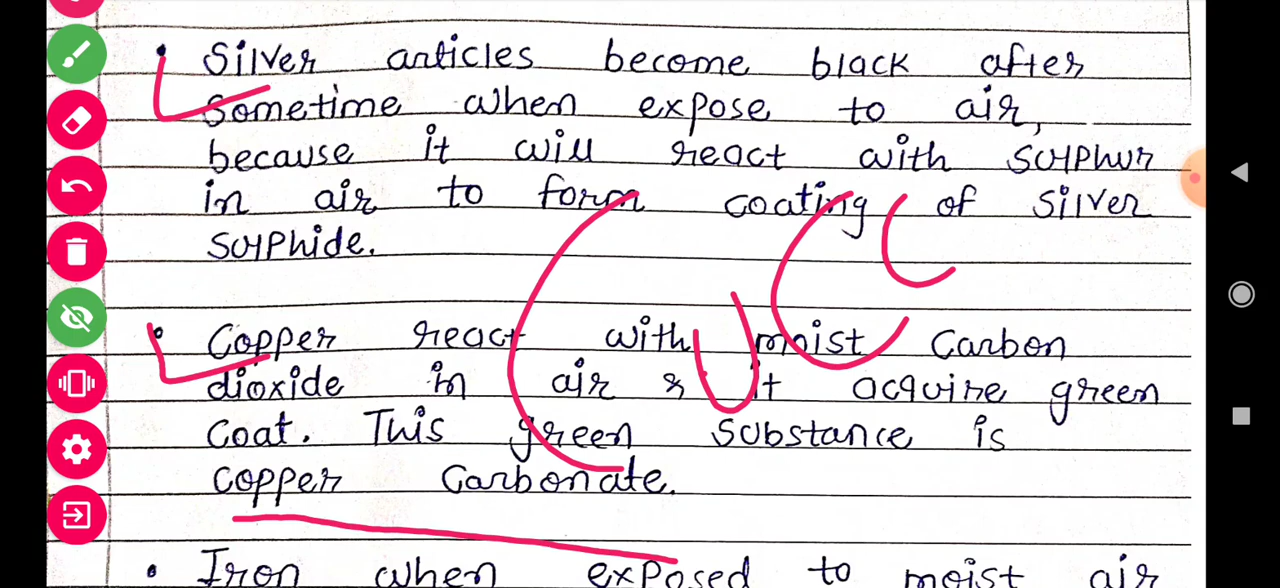 Silver articles become black after
Sometime when expose to air,
because it will react with Sulphur
in air to form coating of Silver
Sulphide.
Copper react with moist Carbon
dioxide in air & it acquire green
Coat. This green substance is
Copper Carbonate.
Iron when exposed to moist air